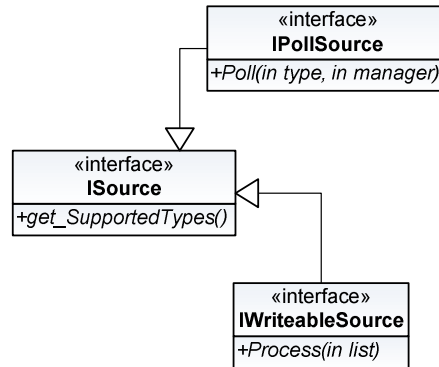 «interface»
IPollSource
+Poll(in type, in manager)
«interface»
ISource
+get_SupportedTypes()
«interface»
IWriteableSource
+Process(in list)